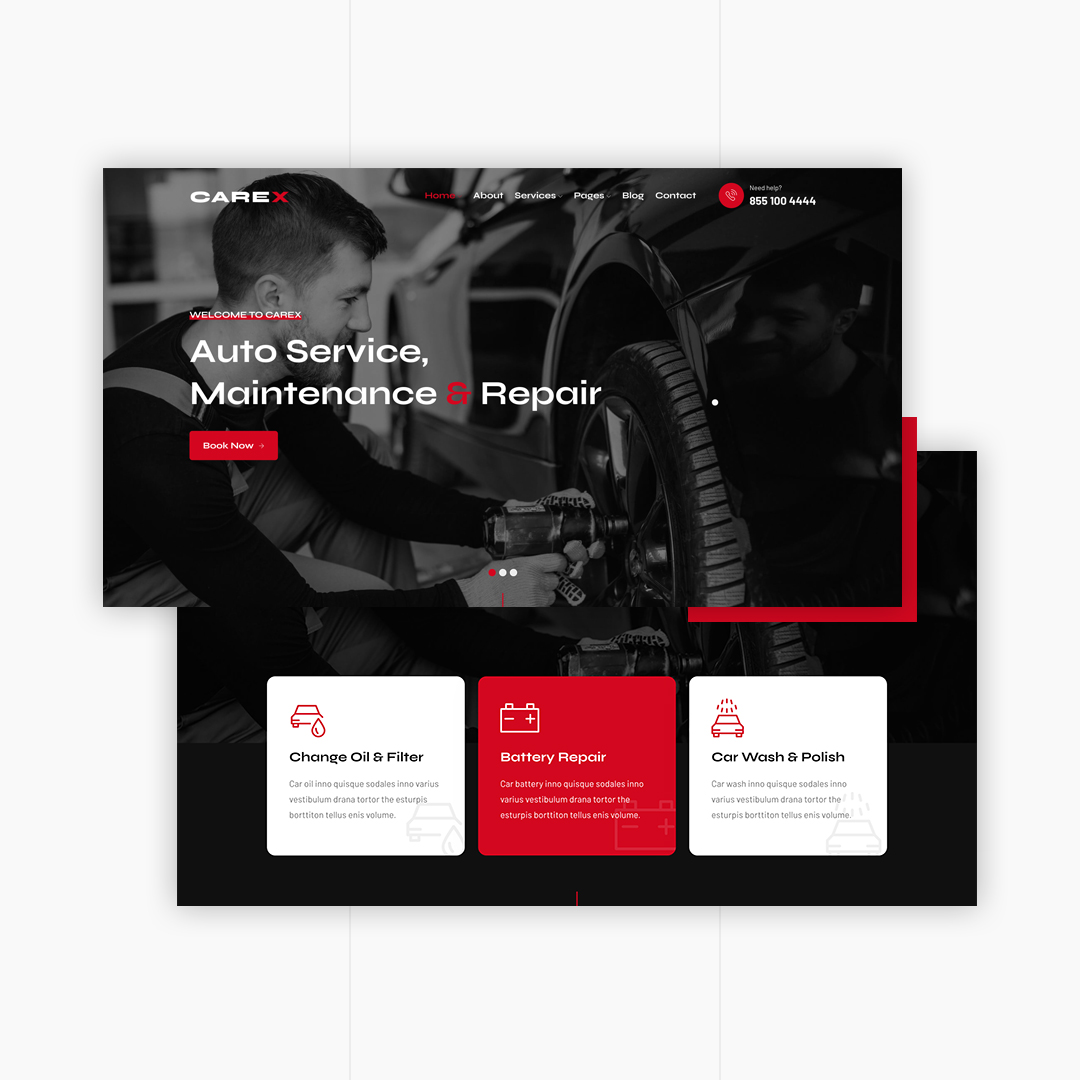 CAREX
Home About Services Pages Blog Contact
Need help?
855 100 4444
WELCOME TO CAREX
Auto Service,
Maintenance & Repair
Book Now →
Change Oil & Filter
Car oil inno quisque sodales inno varius
vestibulum drana tortor the esturpis
borttiton tellus enis volume.
Battery Repair
Car battery inno quisque sodales inno
varius vestibulum drana tortor the
esturpis borttiton tellus enis volume.
Car Wash & Polish
Car wash inno quisque sodales inno
varius vestibulum drana tortor the
esturpis borttiton tellus enis volume.